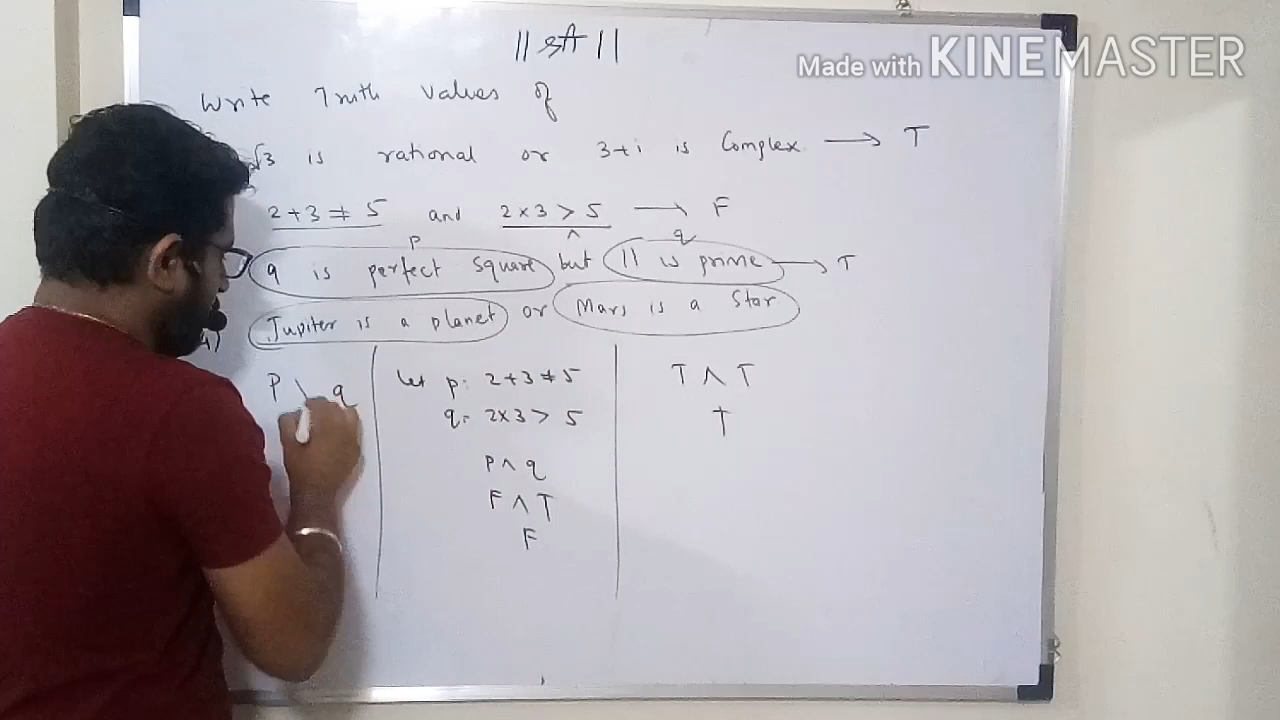 || श्री ||
Made with KINEMASTER
Write Truth values of
√3 is rational or 3+i is Complex → T
2+3 ≠ 5 and 2×3 > 5 → F
p ∧ q
9 is perfect Square but 11 is prime → T
4) Jupiter is a planet or Mars is a Star
P q
let p: 2+3 ≠ 5
q: 2×3 > 5
P ∧ q
F ∧ T
F
T ∧ T
T